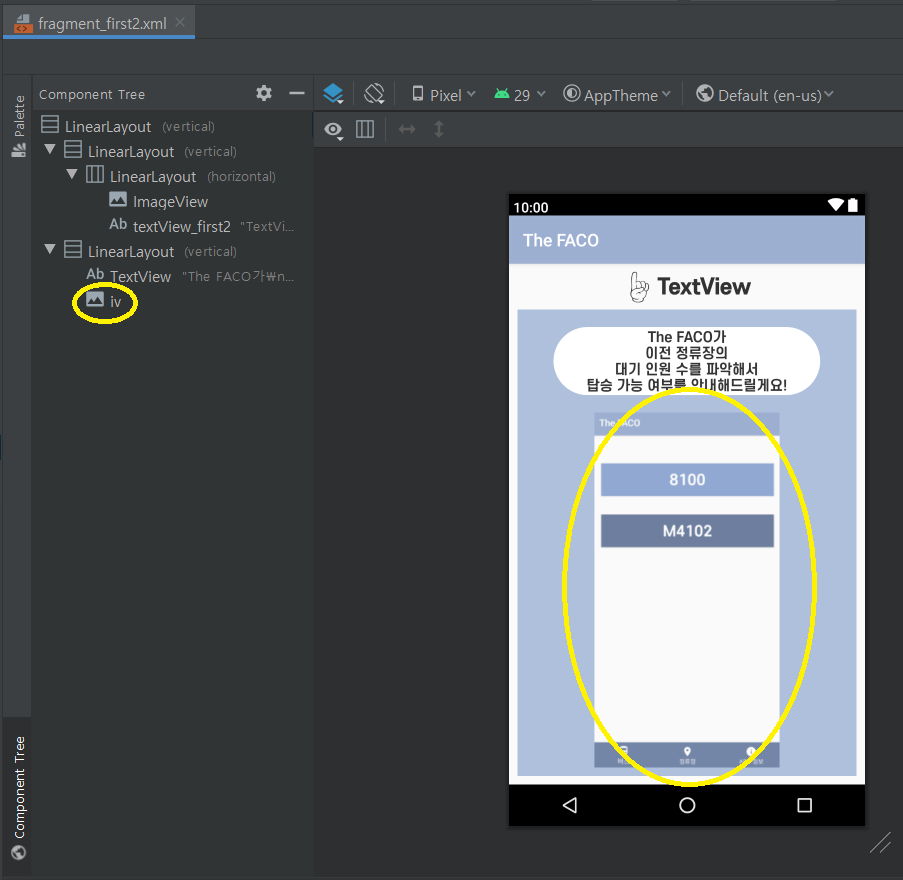 fragment_first2.xml
Palette
Component Tree
Pixel
29
AppTheme
Default (en-us)
LinearLayout (vertical)
LinearLayout (vertical)
LinearLayout (horizontal)
ImageView
Ab textView_first2 "TextVi...
LinearLayout (vertical)
Ab TextView "The FACO가₩n...
iv
Component Tree
10:00
The FACO
TextView
The FACO가
이전 정류장의
대기 인원 수를 파악해서
탑승 가능 여부를 안내해드릴게요!
The FACO
8100
M4102
정류장